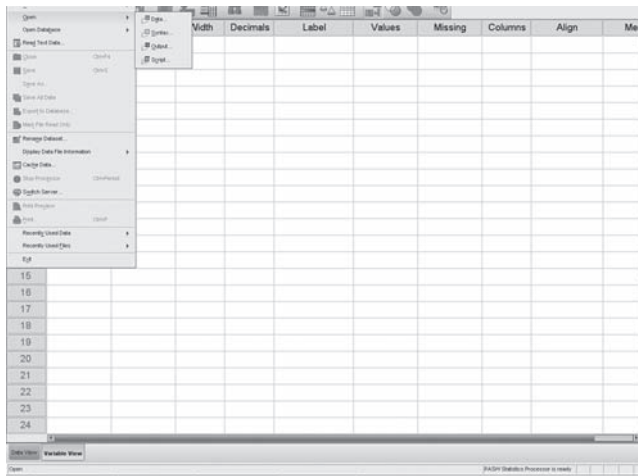 Open
Open Database
Read Text Data...
Close
Save
Save As...
Save All Data
Export to Database...
Mark File Read Only
Rename Dataset...
Display Data File Information
Cache Data...
Stop Processor
Switch Server...
Print Preview
Print
Recently Used Data
Recently Used Files
Exit
Data...
Syntax...
Output...
Script...
Width Decimals Label Values Missing Columns Align
15
16
17
18
19
20
21
22
23
24
Data View Variable View
Open PASW Statistics Processor is ready